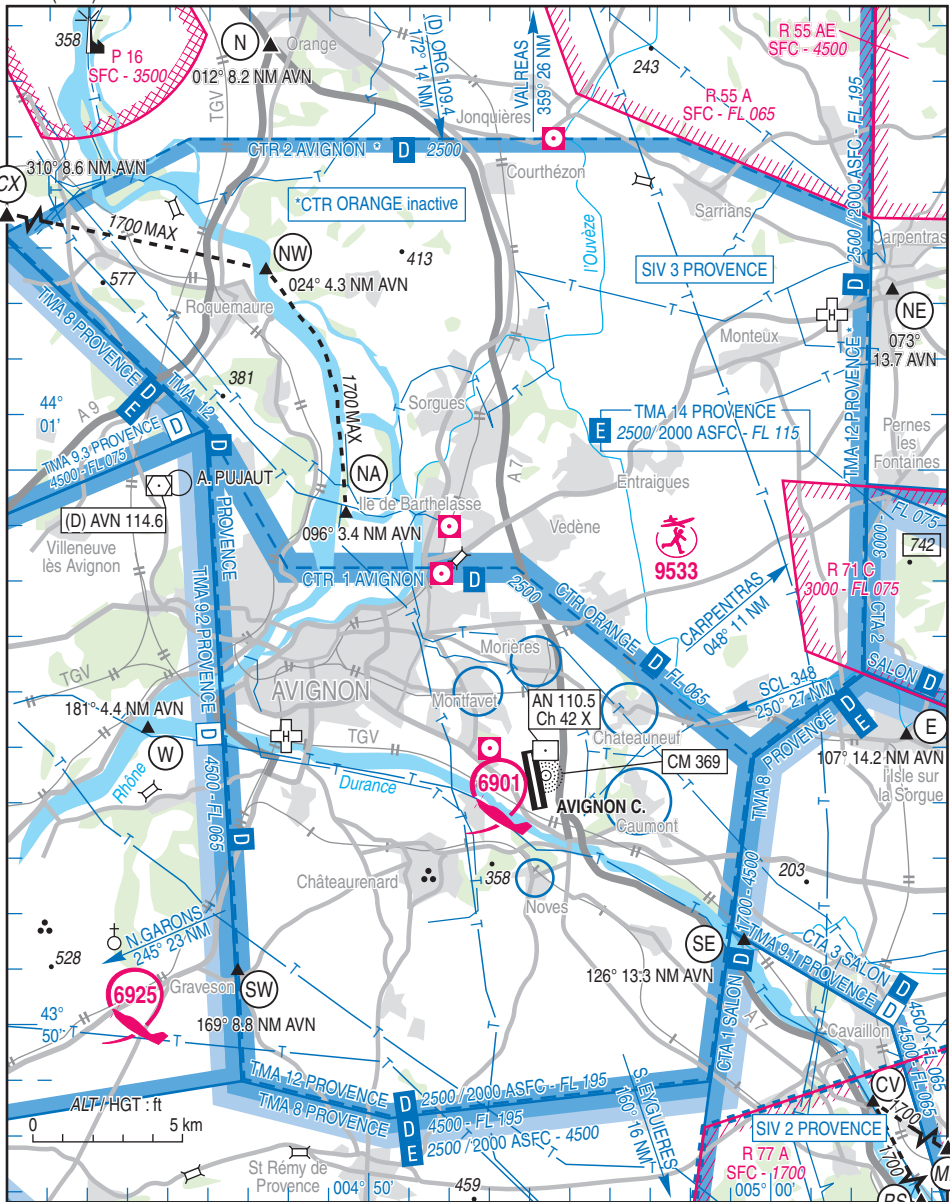 358
P 16
SFC - 3500
N
Orange
012° 8.2 NM AVN
TGV
(D) ORG 109.4
172° 14 NM
VALREAS
359° 26 NM
243
R 55 AE
SFC - 4500
R 55 A
SFC - FL 065
Jonquières
CTR 2 AVIGNON * D 2500
Courthézon
310° 8.6 NM AVN
CX
1700 MAX
*CTR ORANGE inactive
Sarrians
2500/2000 ASFC - FL 195
Carpentras
l'Ouvèze
NW
413
024° 4.3 NM AVN
577
SIV 3 PROVENCE
D
NE
073°
13.7 AVN
Roquemaure
Monteux
H
TMA 8 PROVENCE
D
E
TMA 12
381
1700 MAX
Sorgues
TMA 12 PROVENCE *
44°
01'
A 9
A7
E
TMA 14 PROVENCE
2500/2000 ASFC - FL 115
Pernes
les
Fontaines
TMA 9.3 PROVENCE
4500 - FL 075
D
D
PROVENCE
NA
A. PUJAUT
Ile de Barthelasse
Entraigues
(D) AVN 114.6
096° 3.4 NM AVN
Vedène
FL 075
3000 -
742
Villeneuve
lès Avignon
9533
R 71 C
3000 - FL 075
CTR 1 AVIGNON D 2500
CTR ORANGE D FL 065
CARPENTRAS
048° 11 NM
CTA 2
SALON D
TMA 9.2 PROVENCE
D
4500 - FL 065
D
TGV
Morières
AVIGNON
Montfavet
AN 110.5
Ch 42 X
SCL 348
250° 27 NM
PROVENCE
D
E
181° 4.4 NM AVN
W
H
TGV
Chateauneuf
E
107° 14.2 NM AVN
l'Isle sur
la Sorgue
CM 369
Rhône
Durance
6901
AVIGNON C.
Caumont
TMA 8
1700 - 4500
Châteaurenard
358
Noves
203
N.GARONS
245° 23 NM
528
6925
Graveson
SW
169° 8.8 NM AVN
SE
126° 13.3 NM AVN
D
TMA 9.1 PROVENCE
D
CTA 3 SALON
D
4500 - FL 065
4500 - FL 065
43°
50'
CTA 1 SALON
A 7
Cavaillon
TMA 12 PROVENCE D 2500/2000 ASFC - FL 195
TMA 8 PROVENCE D 4500 - FL 195
E 2500/2000 ASFC - 4500
S. EYGUIERES
160° 16 NM
CV
1700
1700
ALT / HGT : ft
0 5 km
SIV 2 PROVENCE
R 77 A
SFC - 1700
St Rémy de
Provence
004° 50'
459
005° 00'